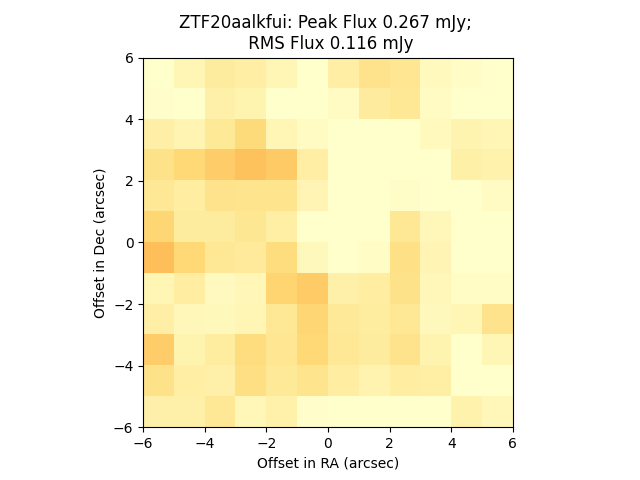 ZTF20aalkfui: Peak Flux 0.267 mJy;
RMS Flux 0.116 mJy
6
4
2
0
−2
−4
−6
Offset in Dec (arcsec)
−6 −4 −2 0 2 4 6
Offset in RA (arcsec)